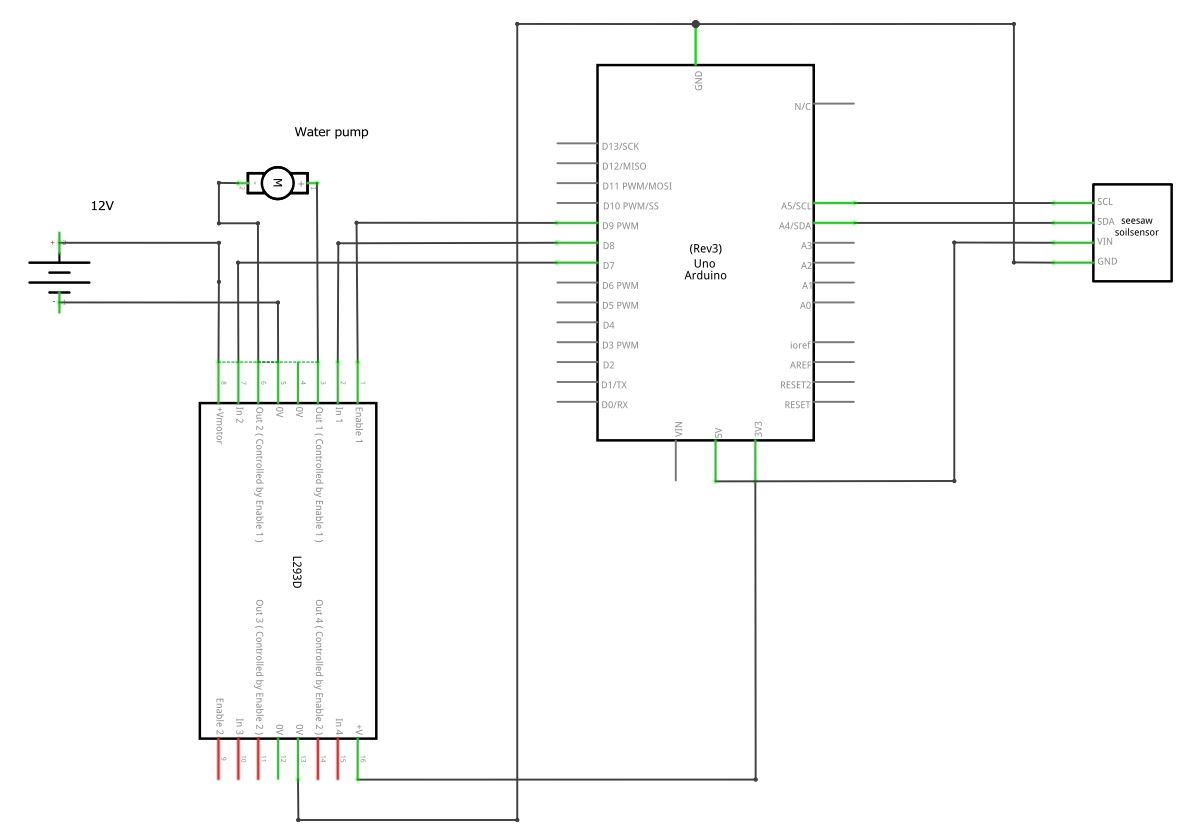 Water pump
12V
M
- +
2 1
+
-
GND
N/C
D13/SCK
D12/MISO
D11 PWM/MOSI
D10 PWM/SS
D9 PWM
D8
D7
D6 PWM
D5 PWM
D4
D3 PWM
D2
D1/TX
D0/RX
(Rev3)
Uno
Arduino
A5/SCL
A4/SDA
A3
A2
A1
A0
ioref
AREF
RESET2
RESET
VIN
5V
3V3
SCL
SDA
VIN
GND
seesaw
soilsensor
8 7 6 5 4 3 2 1
+Vmotor
In 2
Out 2 ( Controlled by Enable 1 )
0V
0V
Out 1 ( Controlled by Enable 1 )
In 1
Enable 1
L293D
Enable 2
In 3
Out 3 ( Controlled by Enable 2 )
0V
0V
Out 4 ( Controlled by Enable 2 )
In 4
+V
9 10 11 12 13 14 15 16